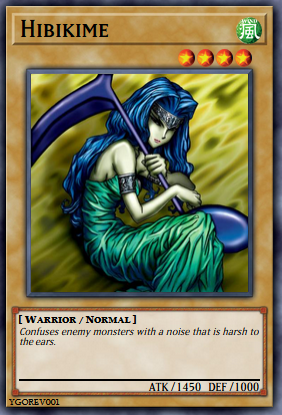 HIBIKIME
WIND
風
[ WARRIOR / NORMAL ]
Confuses enemy monsters with a noise that is harsh to
the ears.
ATK / 1450 DEF / 1000
YGOREV001